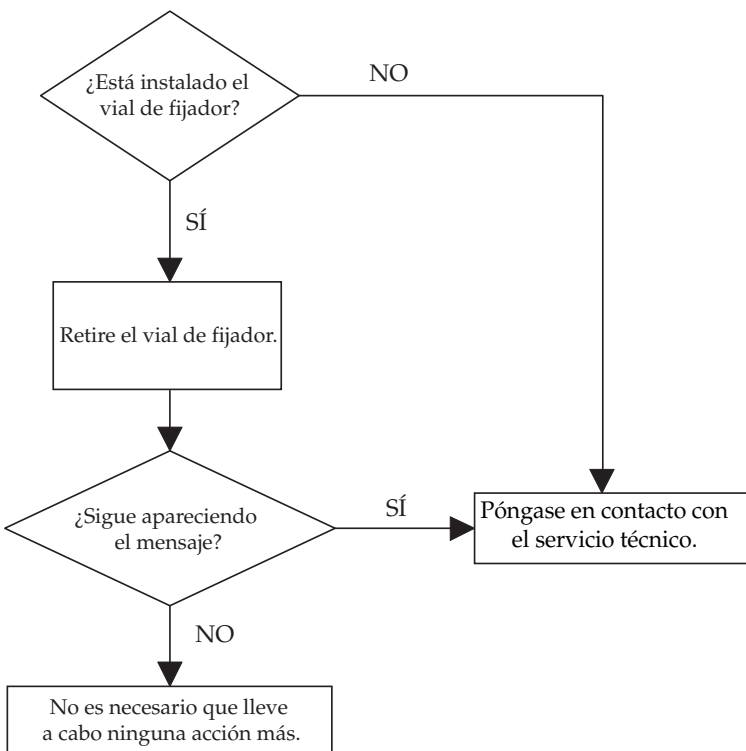 ¿Está instalado el
vial de fijador?
NO
SÍ
Retire el vial de fijador.
¿Sigue apareciendo
el mensaje?
SÍ
Póngase en contacto con
el servicio técnico.
NO
No es necesario que lleve
a cabo ninguna acción más.